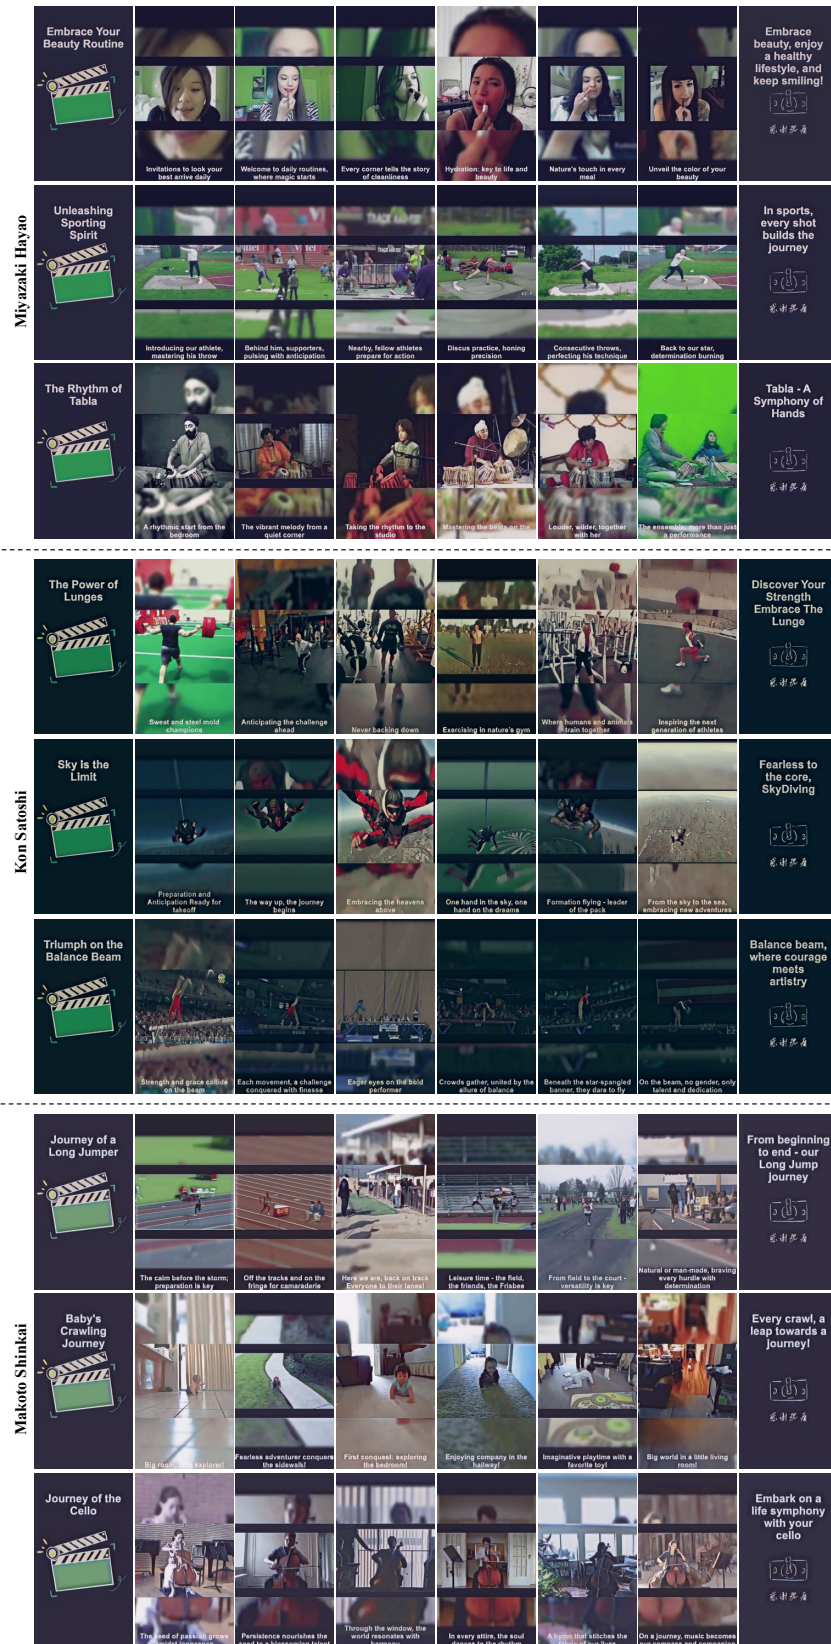 Miyazaki Hayao
Embrace Your
Beauty Routine
Invitations to look your
best arrive daily
Welcome to daily routines,
where magic starts
Every corner tells the story
of cleanliness
Hydration: key to life and
beauty
Nature's touch in every
meal
Unveil the color of your
beauty
Embrace
beauty, enjoy
a healthy
lifestyle, and
keep smiling!
Unleashing
Sporting
Spirit
Introducing our athlete,
mastering his throw
Behind him, supporters,
pulsing with anticipation
Nearby, fellow athletes
prepare for action
Discus practice, honing
precision
Consecutive throws,
perfecting his technique
Back to our star,
determination burning
In sports,
every shot
builds the
journey
The Rhythm of
Tabla
A rhythmic start from the
bedroom
The vibrant melody from a
quiet corner
Taking the rhythm to the
studio
Mastering the beats on the
Louder, wilder, together
with her
The ensemble, more than just
a performance
Tabla - A
Symphony of
Hands
Kon Satoshi
The Power of
Lunges
Sweat and steel mold
champions
Anticipating the challenge
ahead
Never backing down
Exercising in nature's gym
Where humans and animals
train together
Inspiring the next
generation of athletes
Discover Your
Strength
Embrace The
Lunge
Sky is the
Limit
Preparation and
Anticipation Ready for
takeoff
The way up, the journey
begins
Embracing the heavens
above
One hand in the sky, one
hand on the dreams
Formation flying - leader
of the pack
From the sky to the sea,
embracing new adventures
Fearless to
the core,
SkyDiving
Triumph on the
Balance Beam
Strength and grace collide
on the beam
Each movement, a challenge
conquered with finesse
Eager eyes on the bold
performer
Crowds gather, united by the
allure of balance
Beneath the star-spangled
banner, they dare to fly
On the beam, no gender, only
talent and dedication
Balance beam,
where courage
meets
artistry
Makoto Shinkai
Journey of a
Long Jumper
The calm before the storm;
preparation is key
Off the tracks and on the
fringe for camaraderie
Here we are, back on track
Everyone to their lanes!
Leisure time - the field,
the friends, the Frisbee
From field to the court -
versatility is key
Natural or man-made, braving
every hurdle with
determination
From beginning
to end - our
Long Jump
journey
Baby's
Crawling
Journey
Big room, explorer!
Fearless adventurer conquers
the sidewalk!
First conquest: exploring
the bedroom!
Enjoying company in the
hallway!
Imaginative playtime with a
favorite toy!
Big world in a little living
room!
Every crawl, a
leap towards a
journey!
Journey of the
Cello
The seed of passion grows
Persistence nourishes the
Through the window, the
world resonates with
In every attire, the soul
A hymn that stitches the
On a journey, music becomes
Embark on a
life symphony
with your
cello